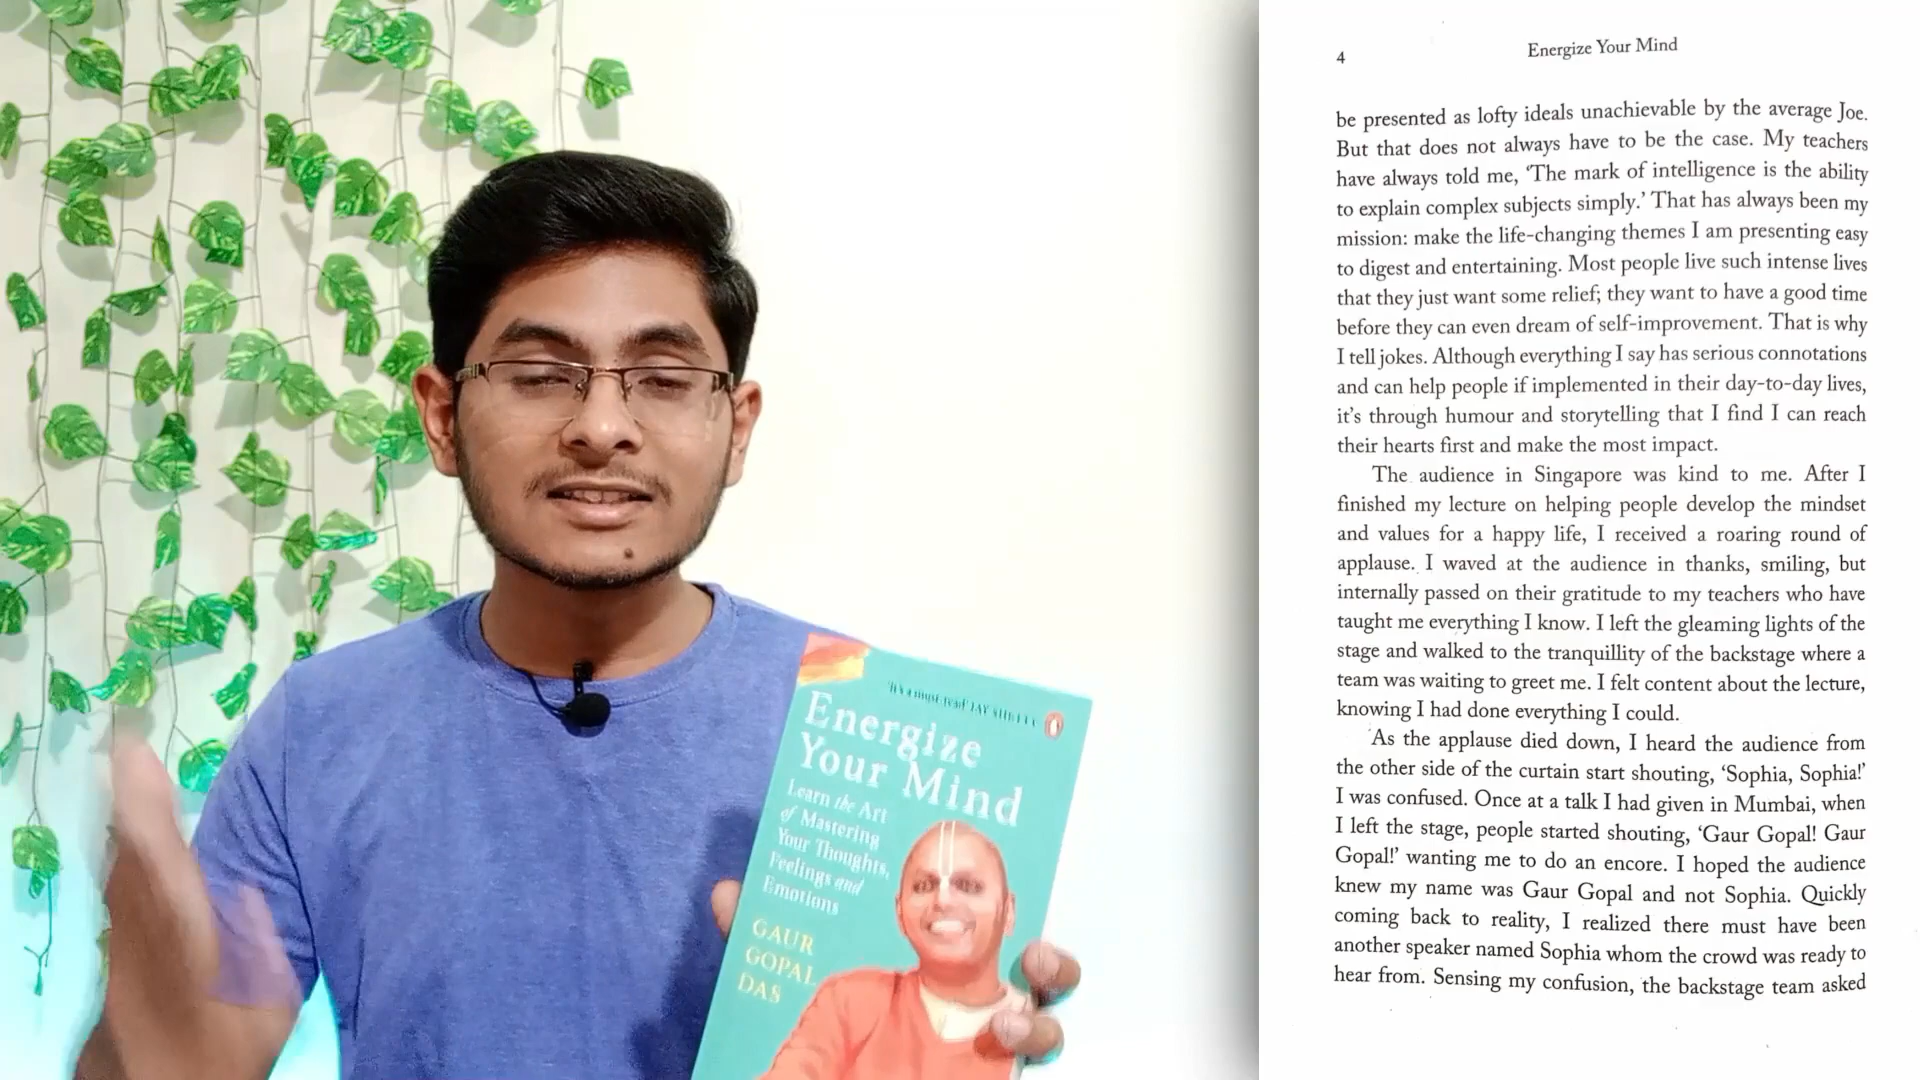 'It's a must-read' JAY SHETTY
Energize
Your Mind
Learn the Art
of Mastering
Your Thoughts,
Feelings and
Emotions
GAUR
GOPAL
DAS
4
Energize Your Mind
be presented as lofty ideals unachievable by the average Joe.
But that does not always have to be the case. My teachers
have always told me, ‘The mark of intelligence is the ability
to explain complex subjects simply.’ That has always been my
mission: make the life-changing themes I am presenting easy
to digest and entertaining. Most people live such intense lives
that they just want some relief; they want to have a good time
before they can even dream of self-improvement. That is why
I tell jokes. Although everything I say has serious connotations
and can help people if implemented in their day-to-day lives,
it’s through humour and storytelling that I find I can reach
their hearts first and make the most impact.
The audience in Singapore was kind to me. After I
finished my lecture on helping people develop the mindset
and values for a happy life, I received a roaring round of
applause. I waved at the audience in thanks, smiling, but
internally passed on their gratitude to my teachers who have
taught me everything I know. I left the gleaming lights of the
stage and walked to the tranquillity of the backstage where a
team was waiting to greet me. I felt content about the lecture,
knowing I had done everything I could.
As the applause died down, I heard the audience from
the other side of the curtain start shouting, ‘Sophia, Sophia!’
I was confused. Once at a talk I had given in Mumbai, when
I left the stage, people started shouting, ‘Gaur Gopal! Gaur
Gopal!’ wanting me to do an encore. I hoped the audience
knew my name was Gaur Gopal and not Sophia. Quickly
coming back to reality, I realized there must have been
another speaker named Sophia whom the crowd was ready to
hear from. Sensing my confusion, the backstage team asked